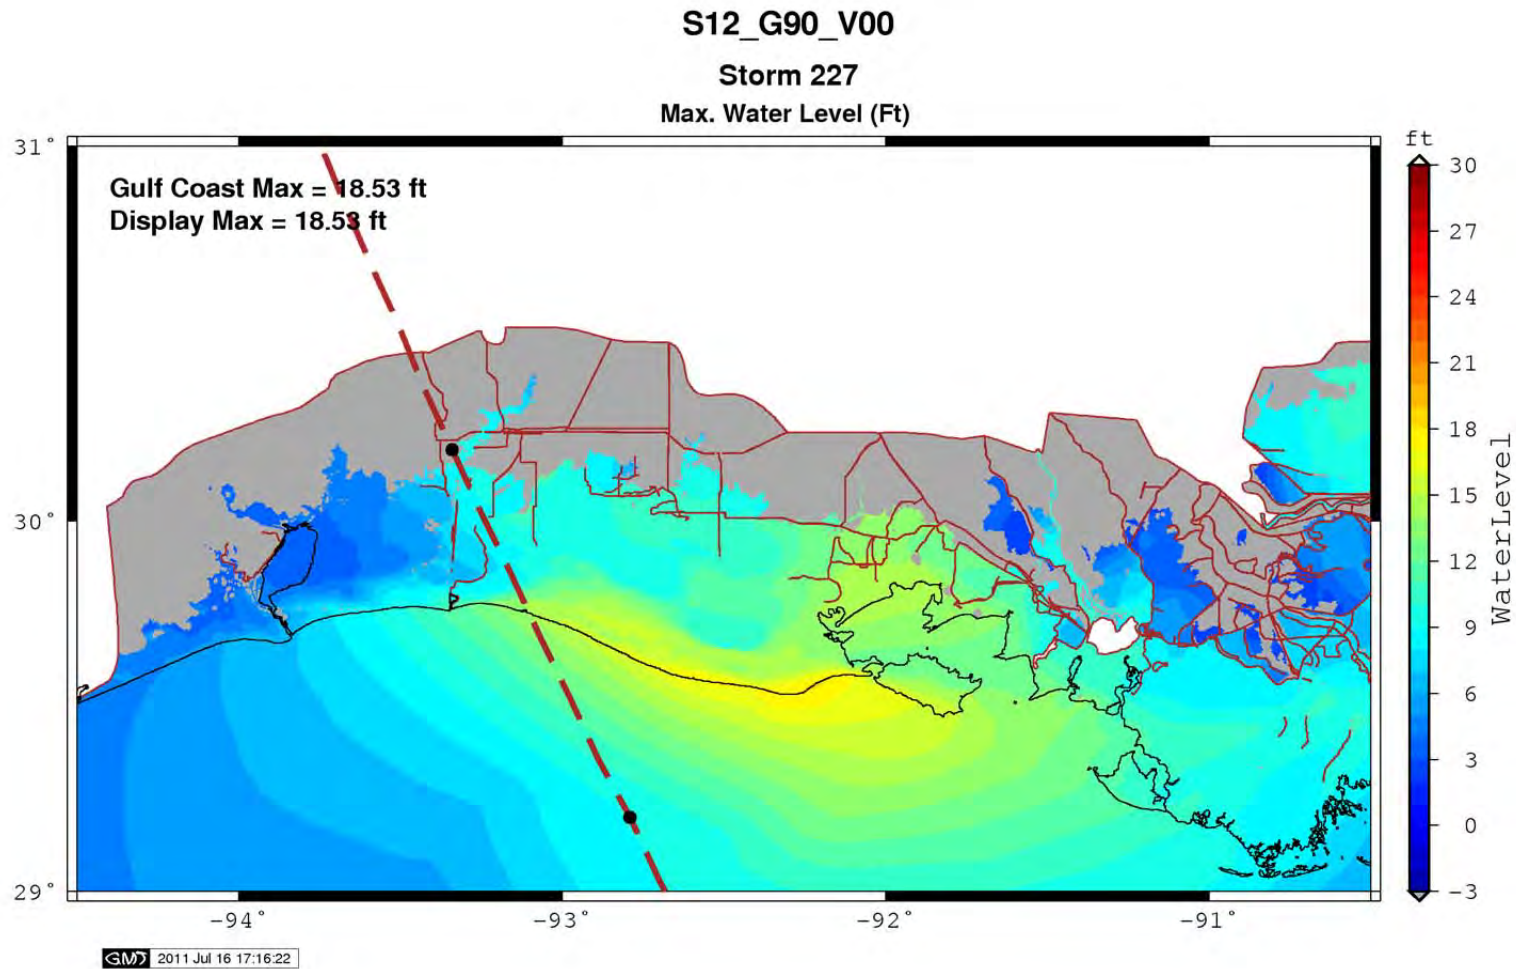 S12_G90_V00
Storm 227
Max. Water Level (Ft)
ft
31°
Gulf Coast Max = 18.53 ft
Display Max = 18.53 ft
30
27
24
21
18
15
12
9
6
3
0
-3
WaterLevel
30°
29°
-94°
-93°
-92°
-91°
GMT 2011 Jul 16 17:16:22